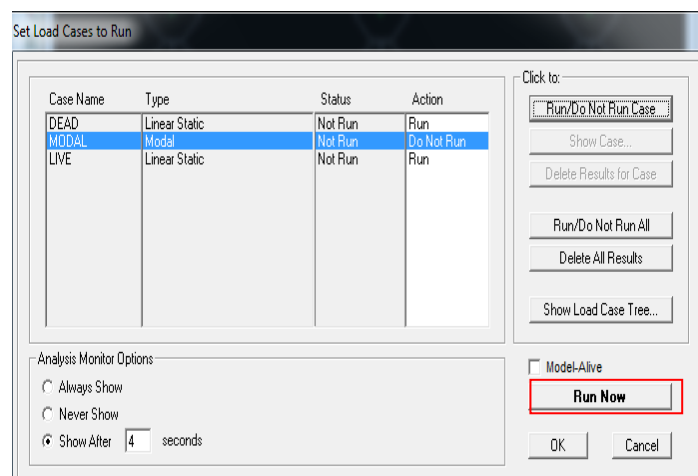 Set Load Cases to Run
Click to:
Case Name Type Status Action
DEAD Linear Static Not Run Run
MODAL Modal Not Run Do Not Run
LIVE Linear Static Not Run Run
Run/Do Not Run Case
Show Case...
Delete Results for Case
Run/Do Not Run All
Delete All Results
Show Load Case Tree...
Analysis Monitor Options
Always Show
Never Show
Show After 4 seconds
Model-Alive
Run Now
OK Cancel